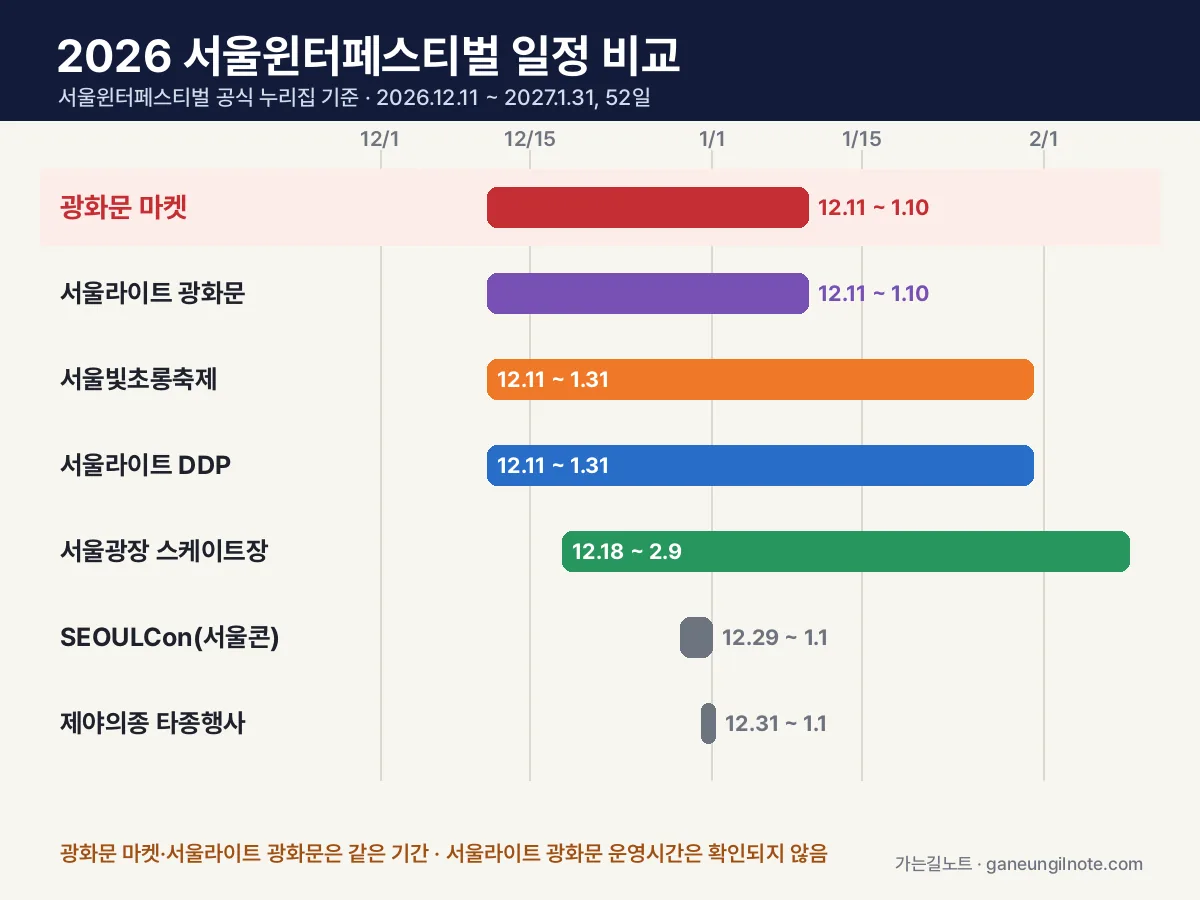 2026 서울윈터페스티벌 일정 비교
서울윈터페스티벌 공식 누리집 기준 · 2026.12.11 ~ 2027.1.31, 52일
12/1 12/15 1/1 1/15 2/1
광화문 마켓 12.11 ~ 1.10
서울라이트 광화문 12.11 ~ 1.10
서울빛초롱축제 12.11 ~ 1.31
서울라이트 DDP 12.11 ~ 1.31
서울광장 스케이트장 12.18 ~ 2.9
SEOULCon(서울콘) 12.29 ~ 1.1
제야의종 타종행사 12.31 ~ 1.1
광화문 마켓·서울라이트 광화문은 같은 기간 · 서울라이트 광화문 운영시간은 확인되지 않음
가는길노트 · ganeungilnote.com